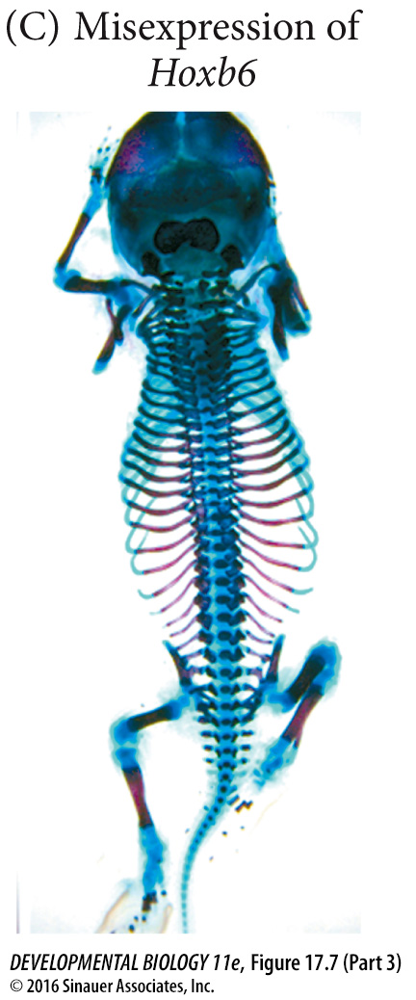 (C) Misexpression of
Hoxb6
DEVELOPMENTAL BIOLOGY 11e, Figure 17.7 (Part 3)
© 2016 Sinauer Associates, Inc.